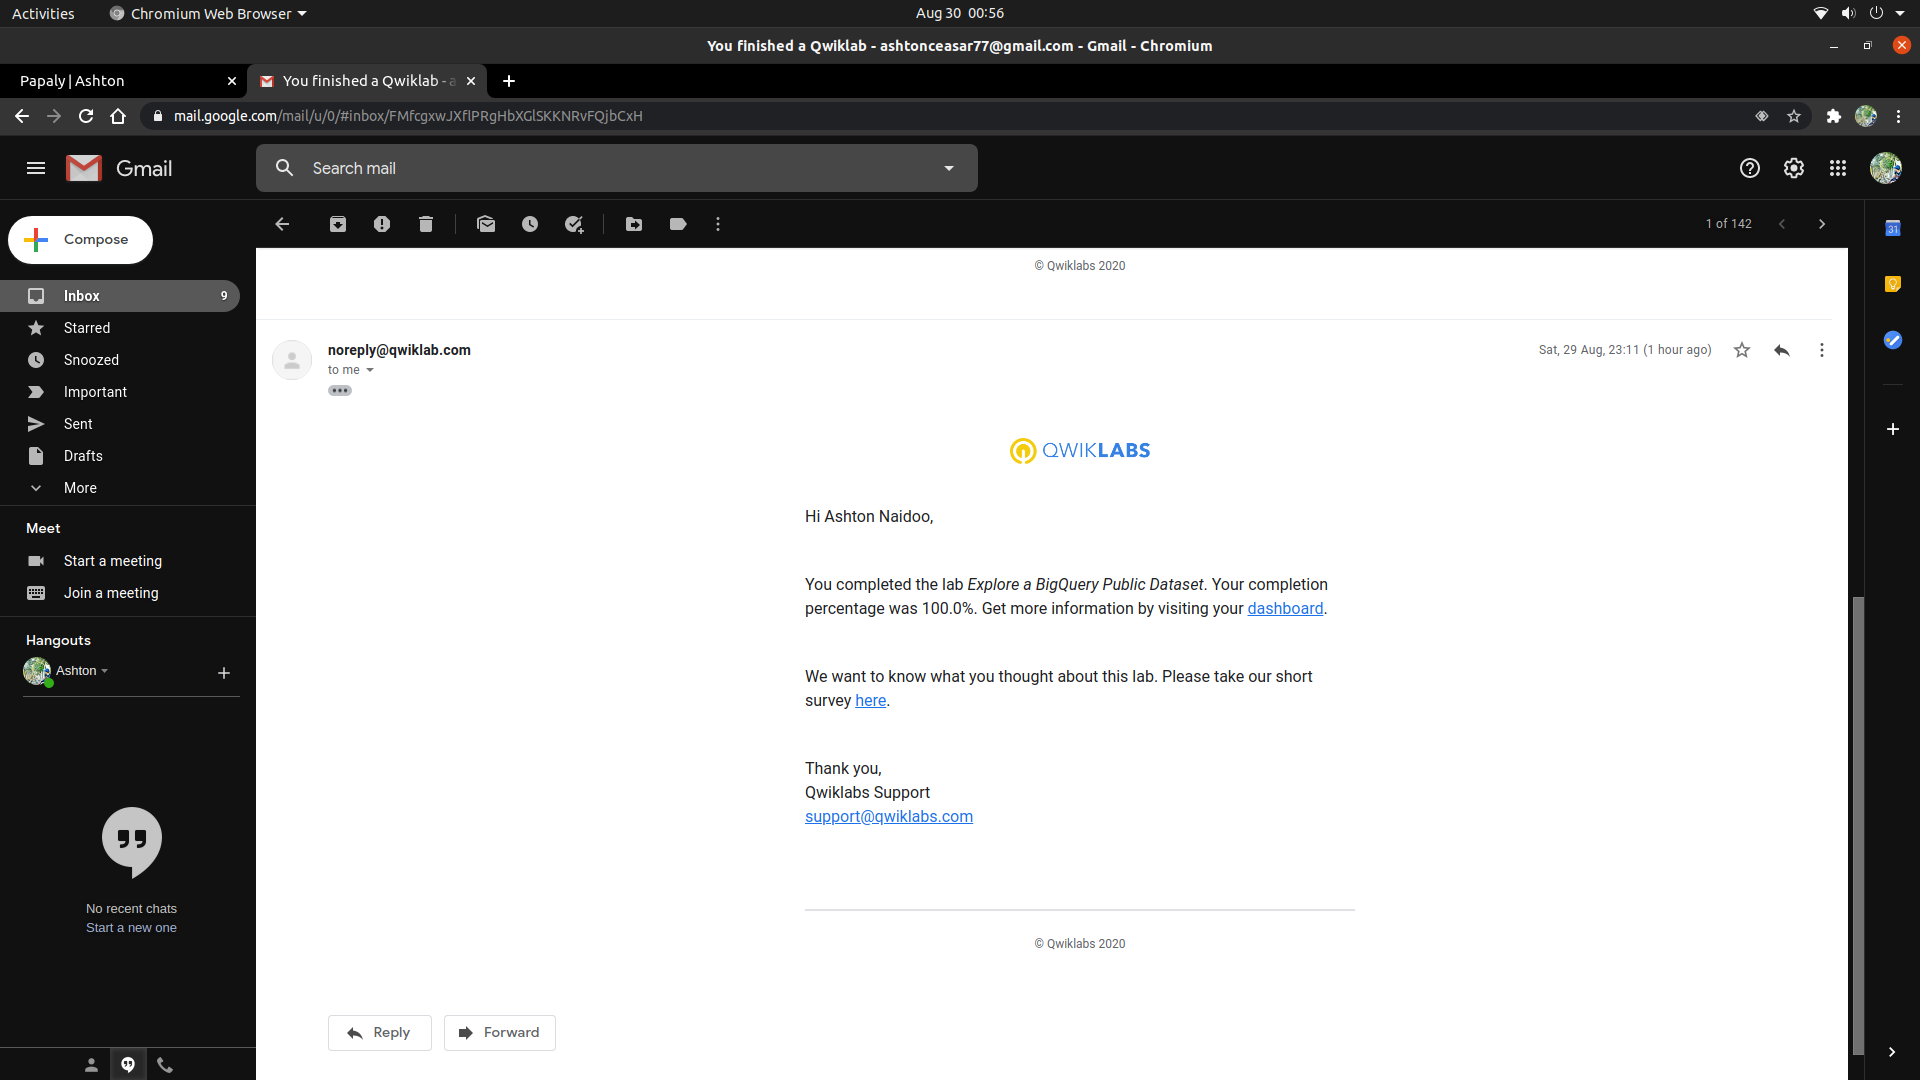 Activities
Chromium Web Browser
Aug 30 00:56
You finished a Qwiklab - ashtonceasar77@gmail.com - Gmail - Chromium
Papaly | Ashton
You finished a Qwiklab - a
mail.google.com/mail/u/0/#inbox/FMfcgxwJXflPRgHbXGlSKKNRvFQjbCxH
Gmail
Search mail
Compose
1 of 142
31
Inbox 9
Starred
Snoozed
Important
Sent
Drafts
More
Meet
Start a meeting
Join a meeting
Hangouts
Ashton
No recent chats
Start a new one
© Qwiklabs 2020
noreply@qwiklab.com
Sat, 29 Aug, 23:11 (1 hour ago)
to me
QWIKLABS
Hi Ashton Naidoo,
You completed the lab Explore a BigQuery Public Dataset. Your completion
percentage was 100.0%. Get more information by visiting your dashboard.
We want to know what you thought about this lab. Please take our short
survey here.
Thank you,
Qwiklabs Support
support@qwiklabs.com
© Qwiklabs 2020
Reply
Forward